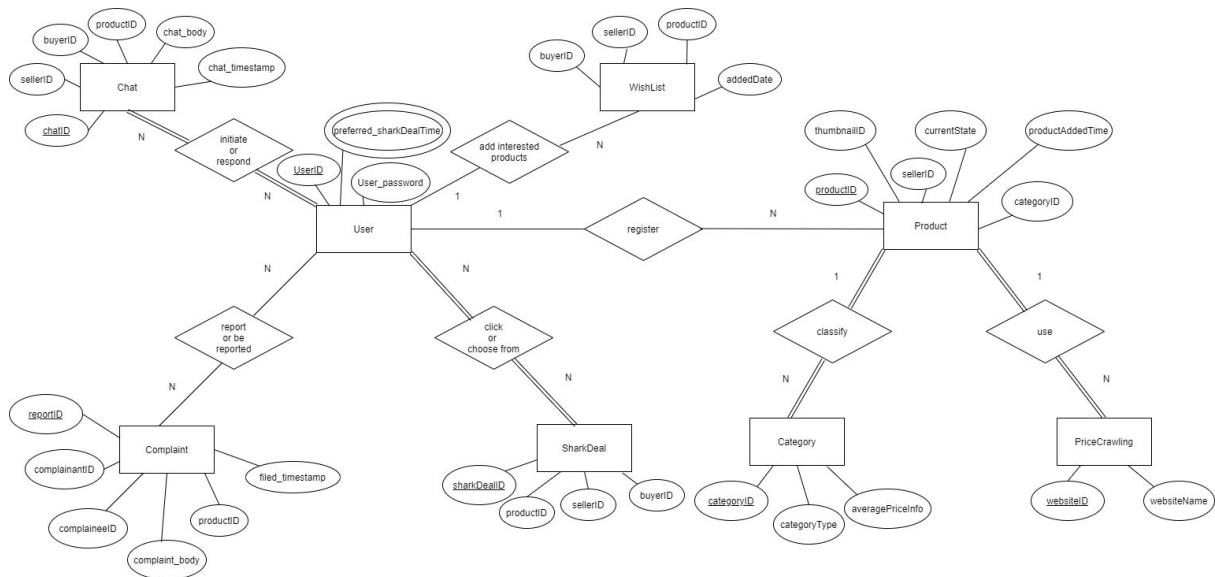 productID
chat_body
buyerID
sellerID
Chat
chat_timestamp
chatID
N
initiate
or
respond
N
preferred_sharkDealTime
UserID
User_password
User
sellerID
productID
buyerID
WishList
addedDate
add interested
products
N
1
1
register
N
thumbnailID
currentState
productAddedTime
sellerID
productID
categoryID
Product
N
report
or be
reported
N
N
click
or
choose from
N
1
classify
N
1
use
N
reportID
complainantID
Complaint
complaineeID
complaint_body
productID
filed_timestamp
SharkDeal
sharkDealID
productID
sellerID
buyerID
Category
categoryID
categoryType
averagePriceInfo
PriceCrawling
websiteID
websiteName